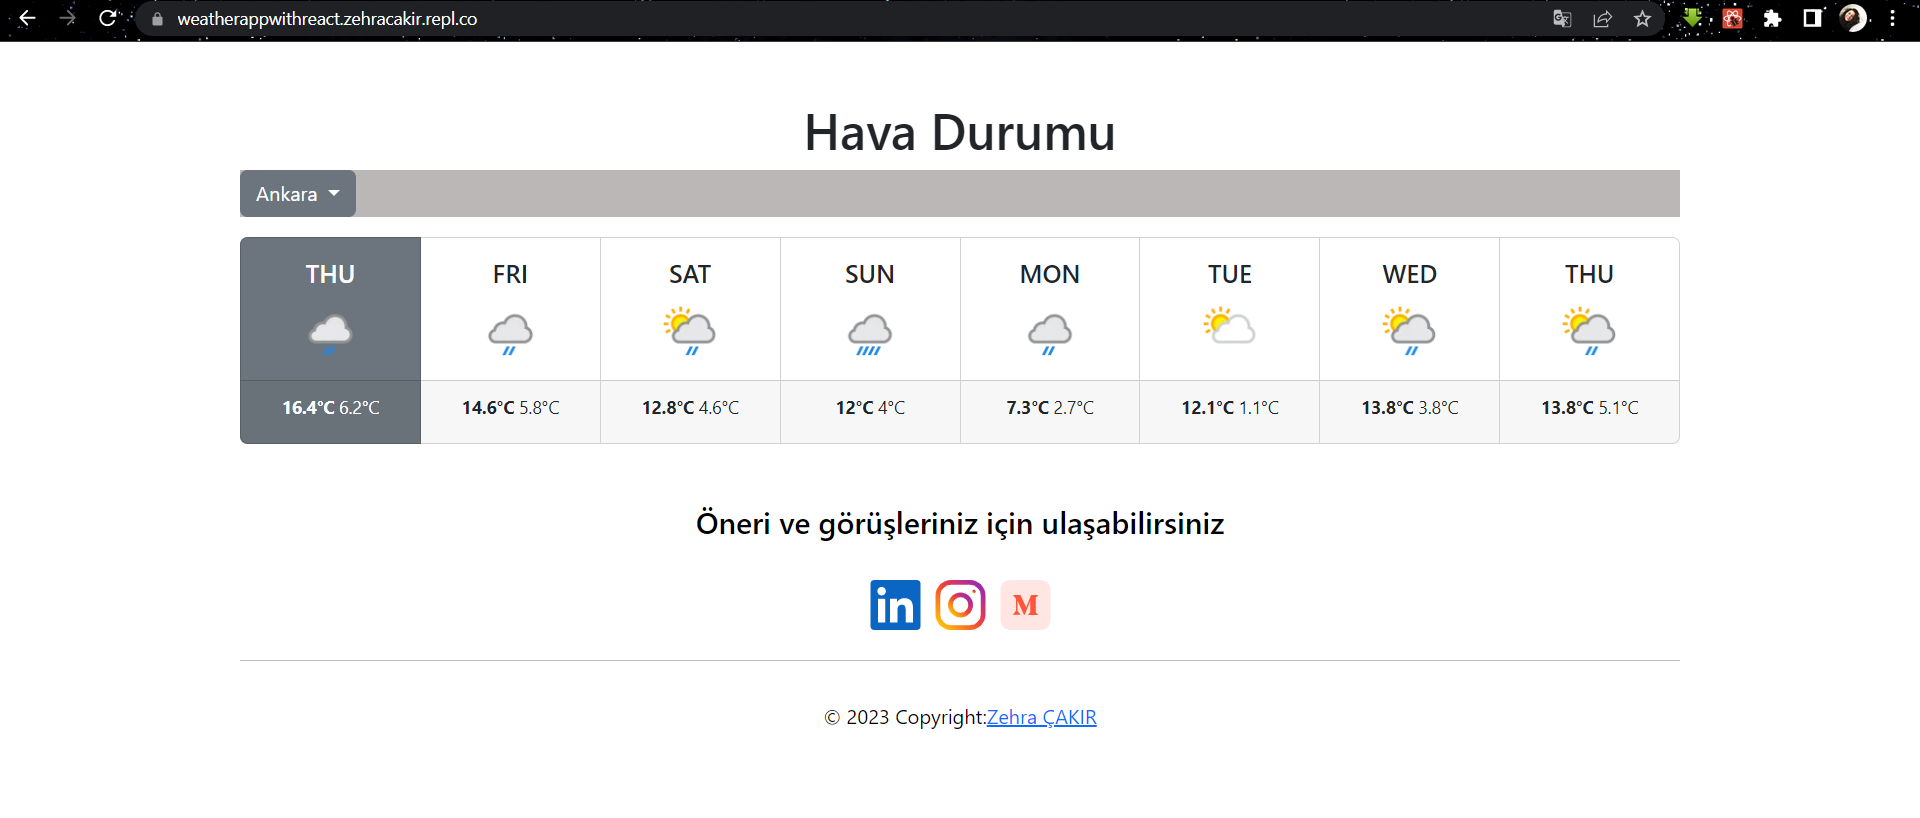 weatherappwithreact.zehracakir.repl.co
Hava Durumu
Ankara
THU FRI SAT SUN MON TUE WED THU
16.4°C 6.2°C 14.6°C 5.8°C 12.8°C 4.6°C 12°C 4°C 7.3°C 2.7°C 12.1°C 1.1°C 13.8°C 3.8°C 13.8°C 5.1°C
Öneri ve görüşleriniz için ulaşabilirsiniz
in M
© 2023 Copyright:Zehra ÇAKIR